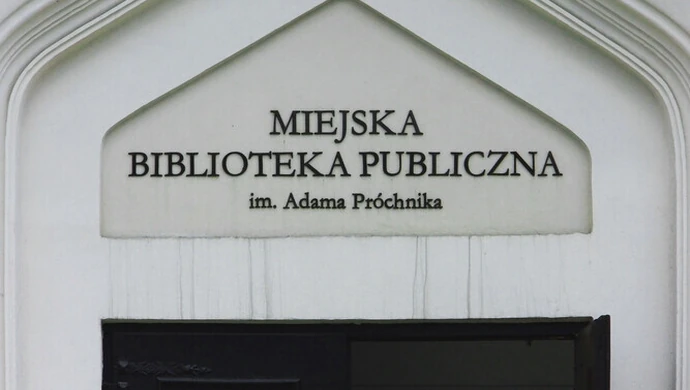 MIEJSKA
BIBLIOTEKA PUBLICZNA
im. Adama Próchnika